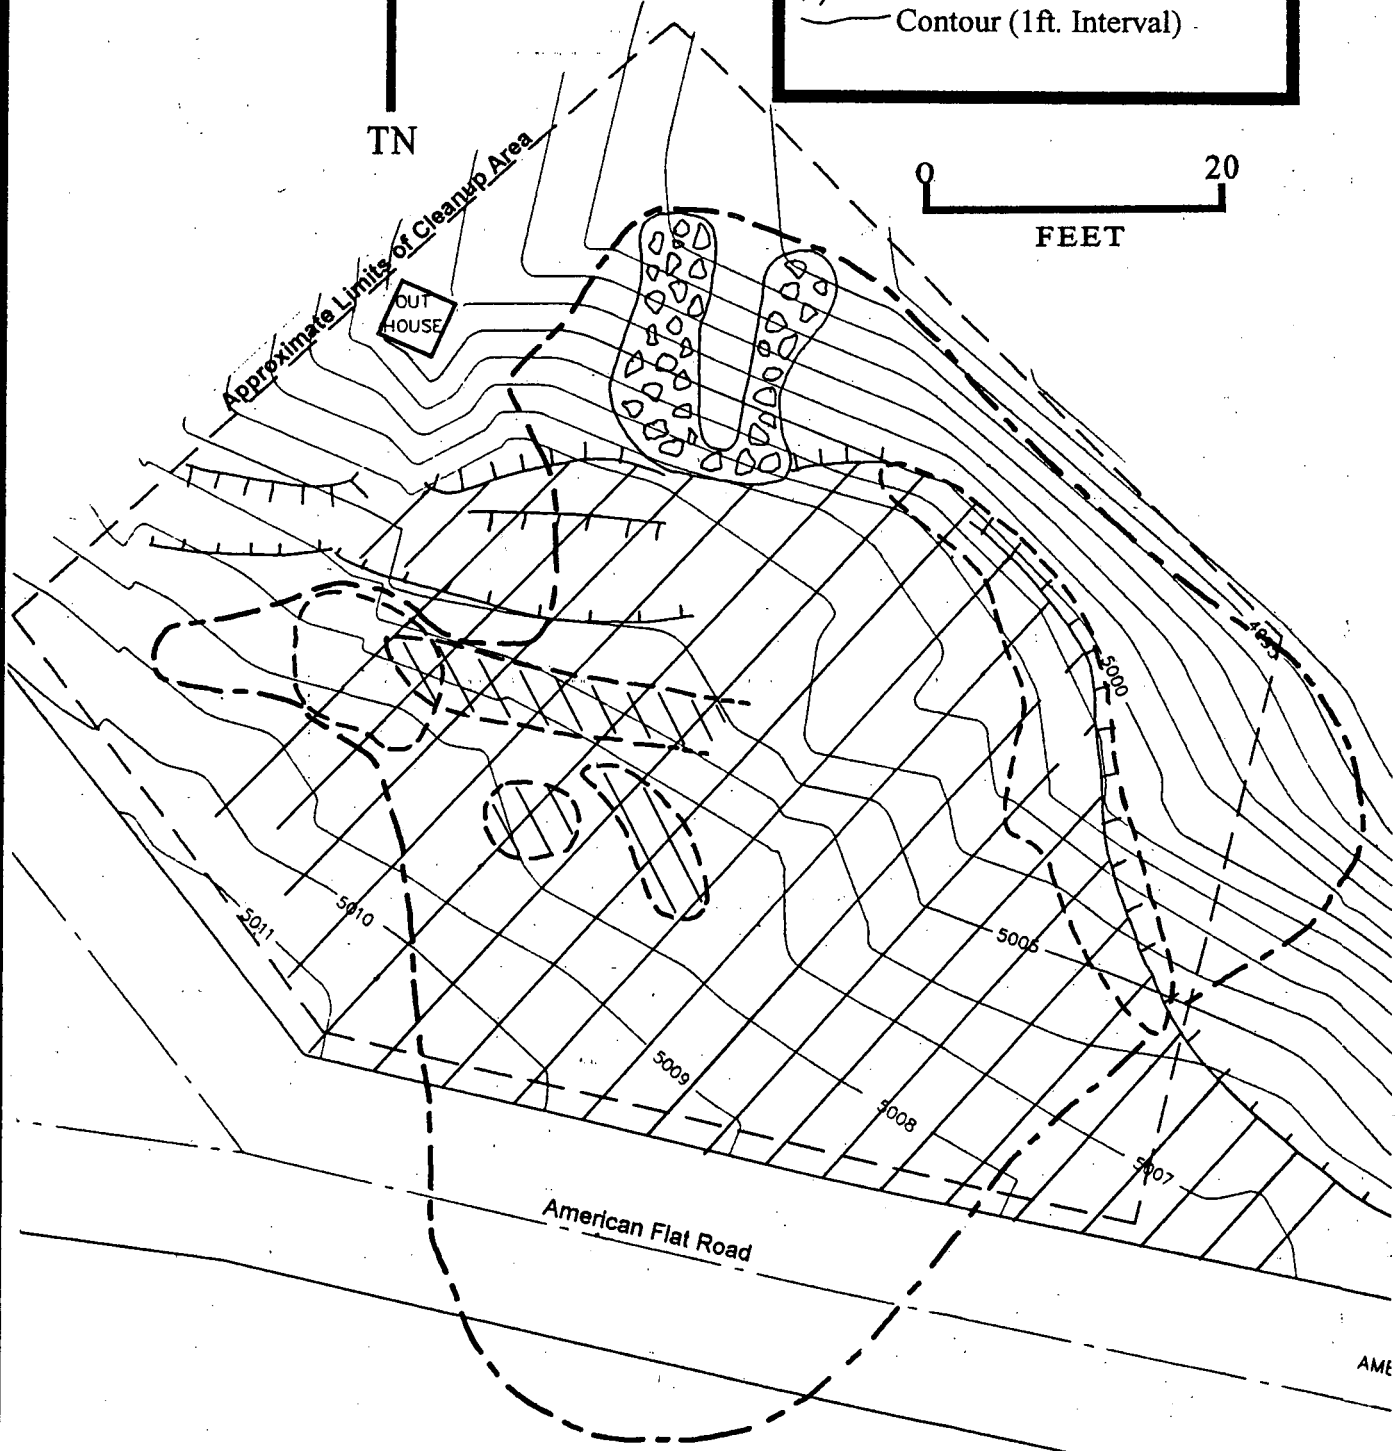 Contour (1ft. Interval)
TN
0 20
FEET
Approximate Limits of Cleanup Area
OUT
HOUSE
5000
5011
5010
5005
5009
5008
5007
American Flat Road
AME